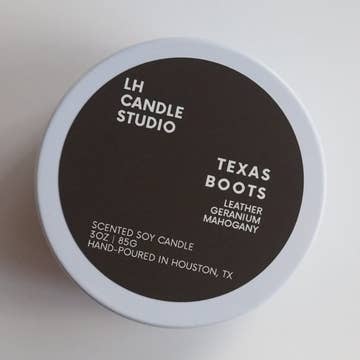 LH
CANDLE
STUDIO
TEXAS
BOOTS
LEATHER
GERANIUM
MAHOGANY
SCENTED SOY CANDLE
3OZ | 85G
HAND-POURED IN HOUSTON, TX